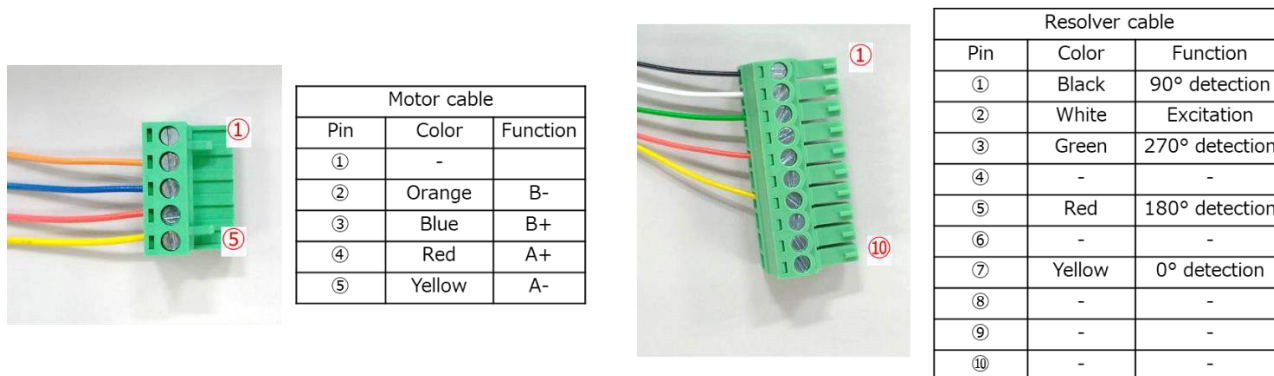 ①
⑤
Motor cable
Pin Color Function
① -
② Orange B-
③ Blue B+
④ Red A+
⑤ Yellow A-
①
⑩
Resolver cable
Pin Color Function
① Black 90° detection
② White Excitation
③ Green 270° detection
④ - -
⑤ Red 180° detection
⑥ - -
⑦ Yellow 0° detection
⑧ - -
⑨ - -
⑩ - -